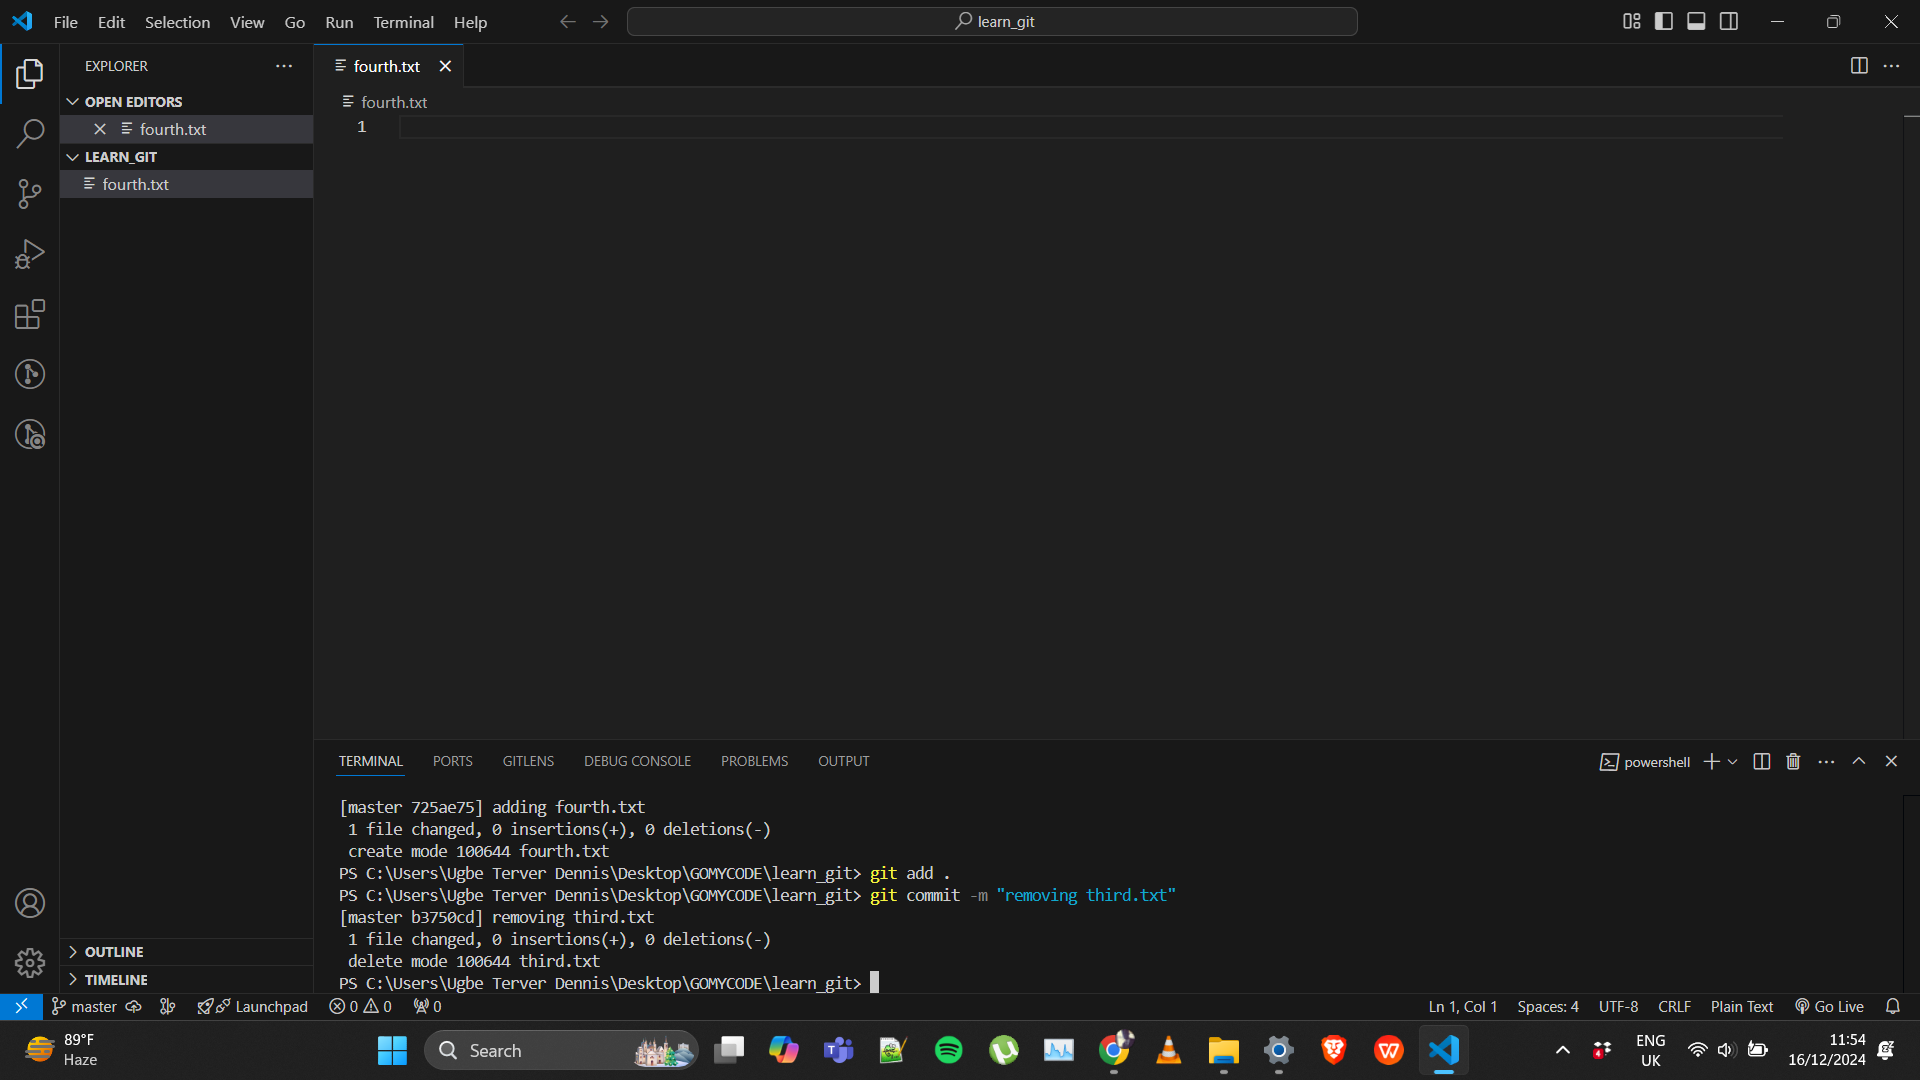 File Edit Selection View Go Run Terminal Help
learn_git
EXPLORER
fourth.txt
OPEN EDITORS
fourth.txt
fourth.txt
1
LEARN_GIT
fourth.txt
TERMINAL PORTS GITLENS DEBUG CONSOLE PROBLEMS OUTPUT
powershell
[master 725ae75] adding fourth.txt
1 file changed, 0 insertions(+), 0 deletions(-)
create mode 100644 fourth.txt
PS C:\Users\Ugbe Terver Dennis\Desktop\GOMYCODE\learn_git> git add .
PS C:\Users\Ugbe Terver Dennis\Desktop\GOMYCODE\learn_git> git commit -m "removing third.txt"
[master b3750cd] removing third.txt
1 file changed, 0 insertions(+), 0 deletions(-)
delete mode 100644 third.txt
PS C:\Users\Ugbe Terver Dennis\Desktop\GOMYCODE\learn_git>
OUTLINE
TIMELINE
master Launchpad 0 0 0
Ln 1, Col 1 Spaces: 4 UTF-8 CRLF Plain Text Go Live
89°F
Haze
Search
4
ENG
UK
11:54
16/12/2024